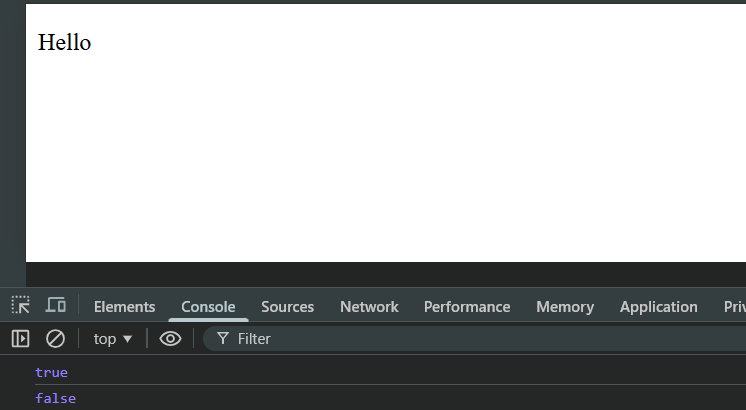 Hello
Elements Console Sources Network Performance Memory Application
top Filter
true
false